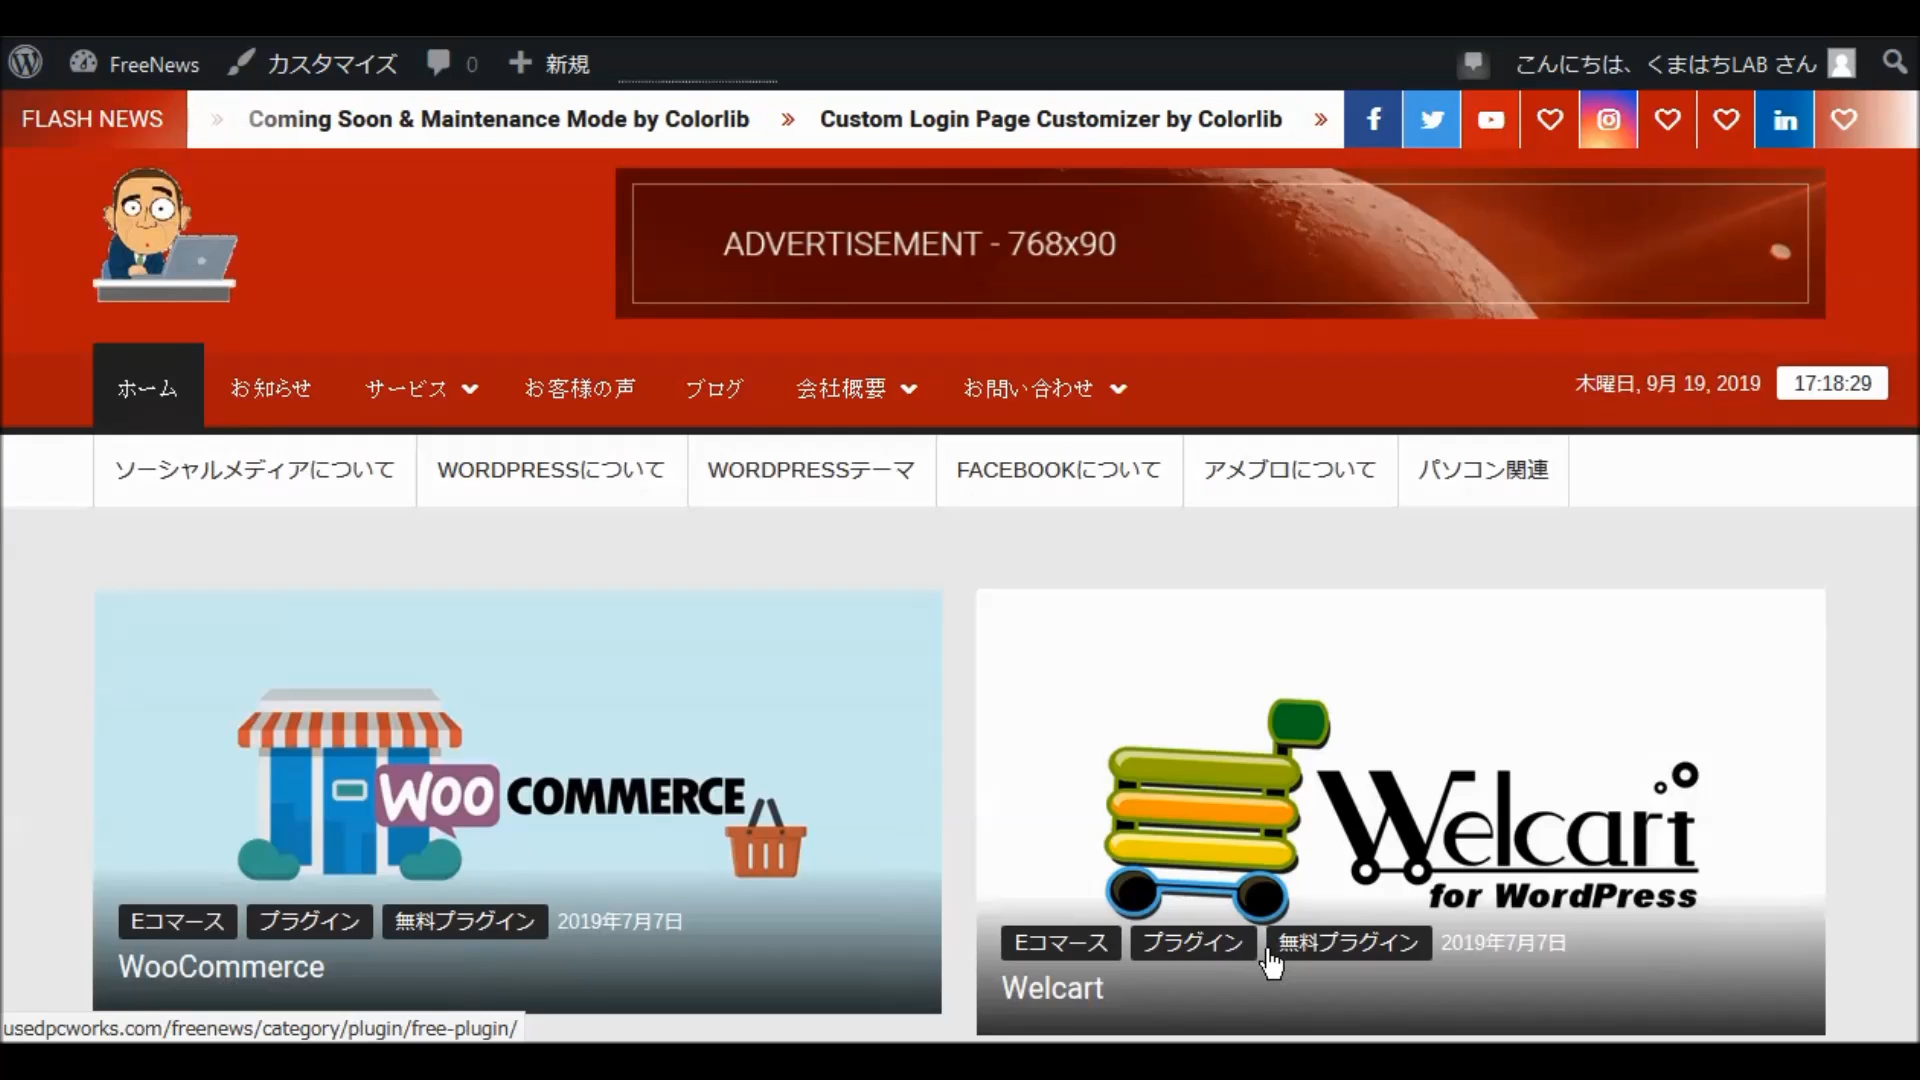 FreeNews カスタマイズ 0 新規 こんにちは、くまはちLAB さん
FLASH NEWS » Coming Soon & Maintenance Mode by Colorlib » Custom Login Page Customizer by Colorlib »
ADVERTISEMENT - 768x90
ホーム お知らせ サービス お客様の声 ブログ 会社概要 お問い合わせ 木曜日, 9月 19, 2019 17:18:29
ソーシャルメディアについて WORDPRESSについて WORDPRESSテーマ FACEBOOKについて アメブロについて パソコン関連
WOO COMMERCE
Eコマース プラグイン 無料プラグイン 2019年7月7日
WooCommerce
Welcart
for WordPress
Eコマース プラグイン 無料プラグイン 2019年7月7日
Welcart
usedpcworks.com/freenews/category/plugin/free-plugin/